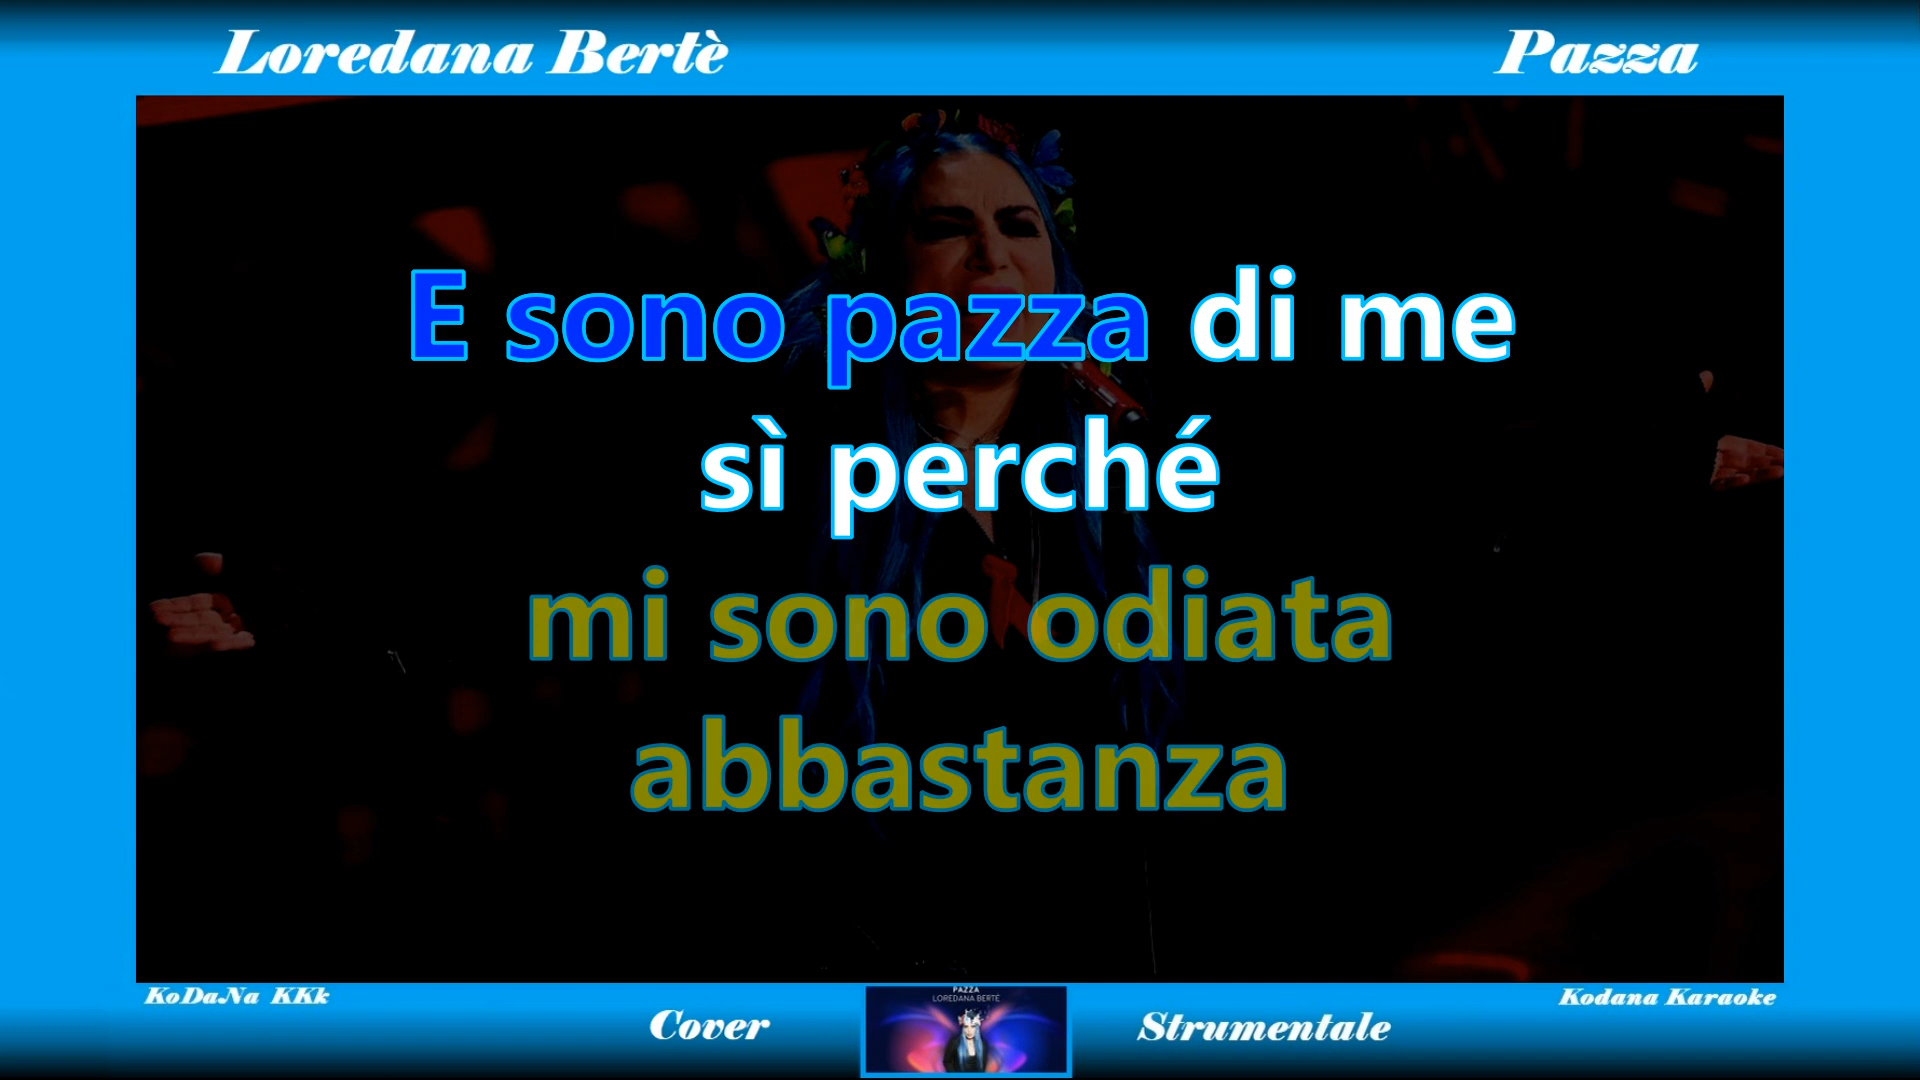 Loredana Bertè
Pazza
E sono pazza di me
sì perché
mi sono odiata
abbastanza
KoDaNa KKk
Kodana Karaoke
Cover
PAZZA
LOREDANA BERTÈ
Strumentale